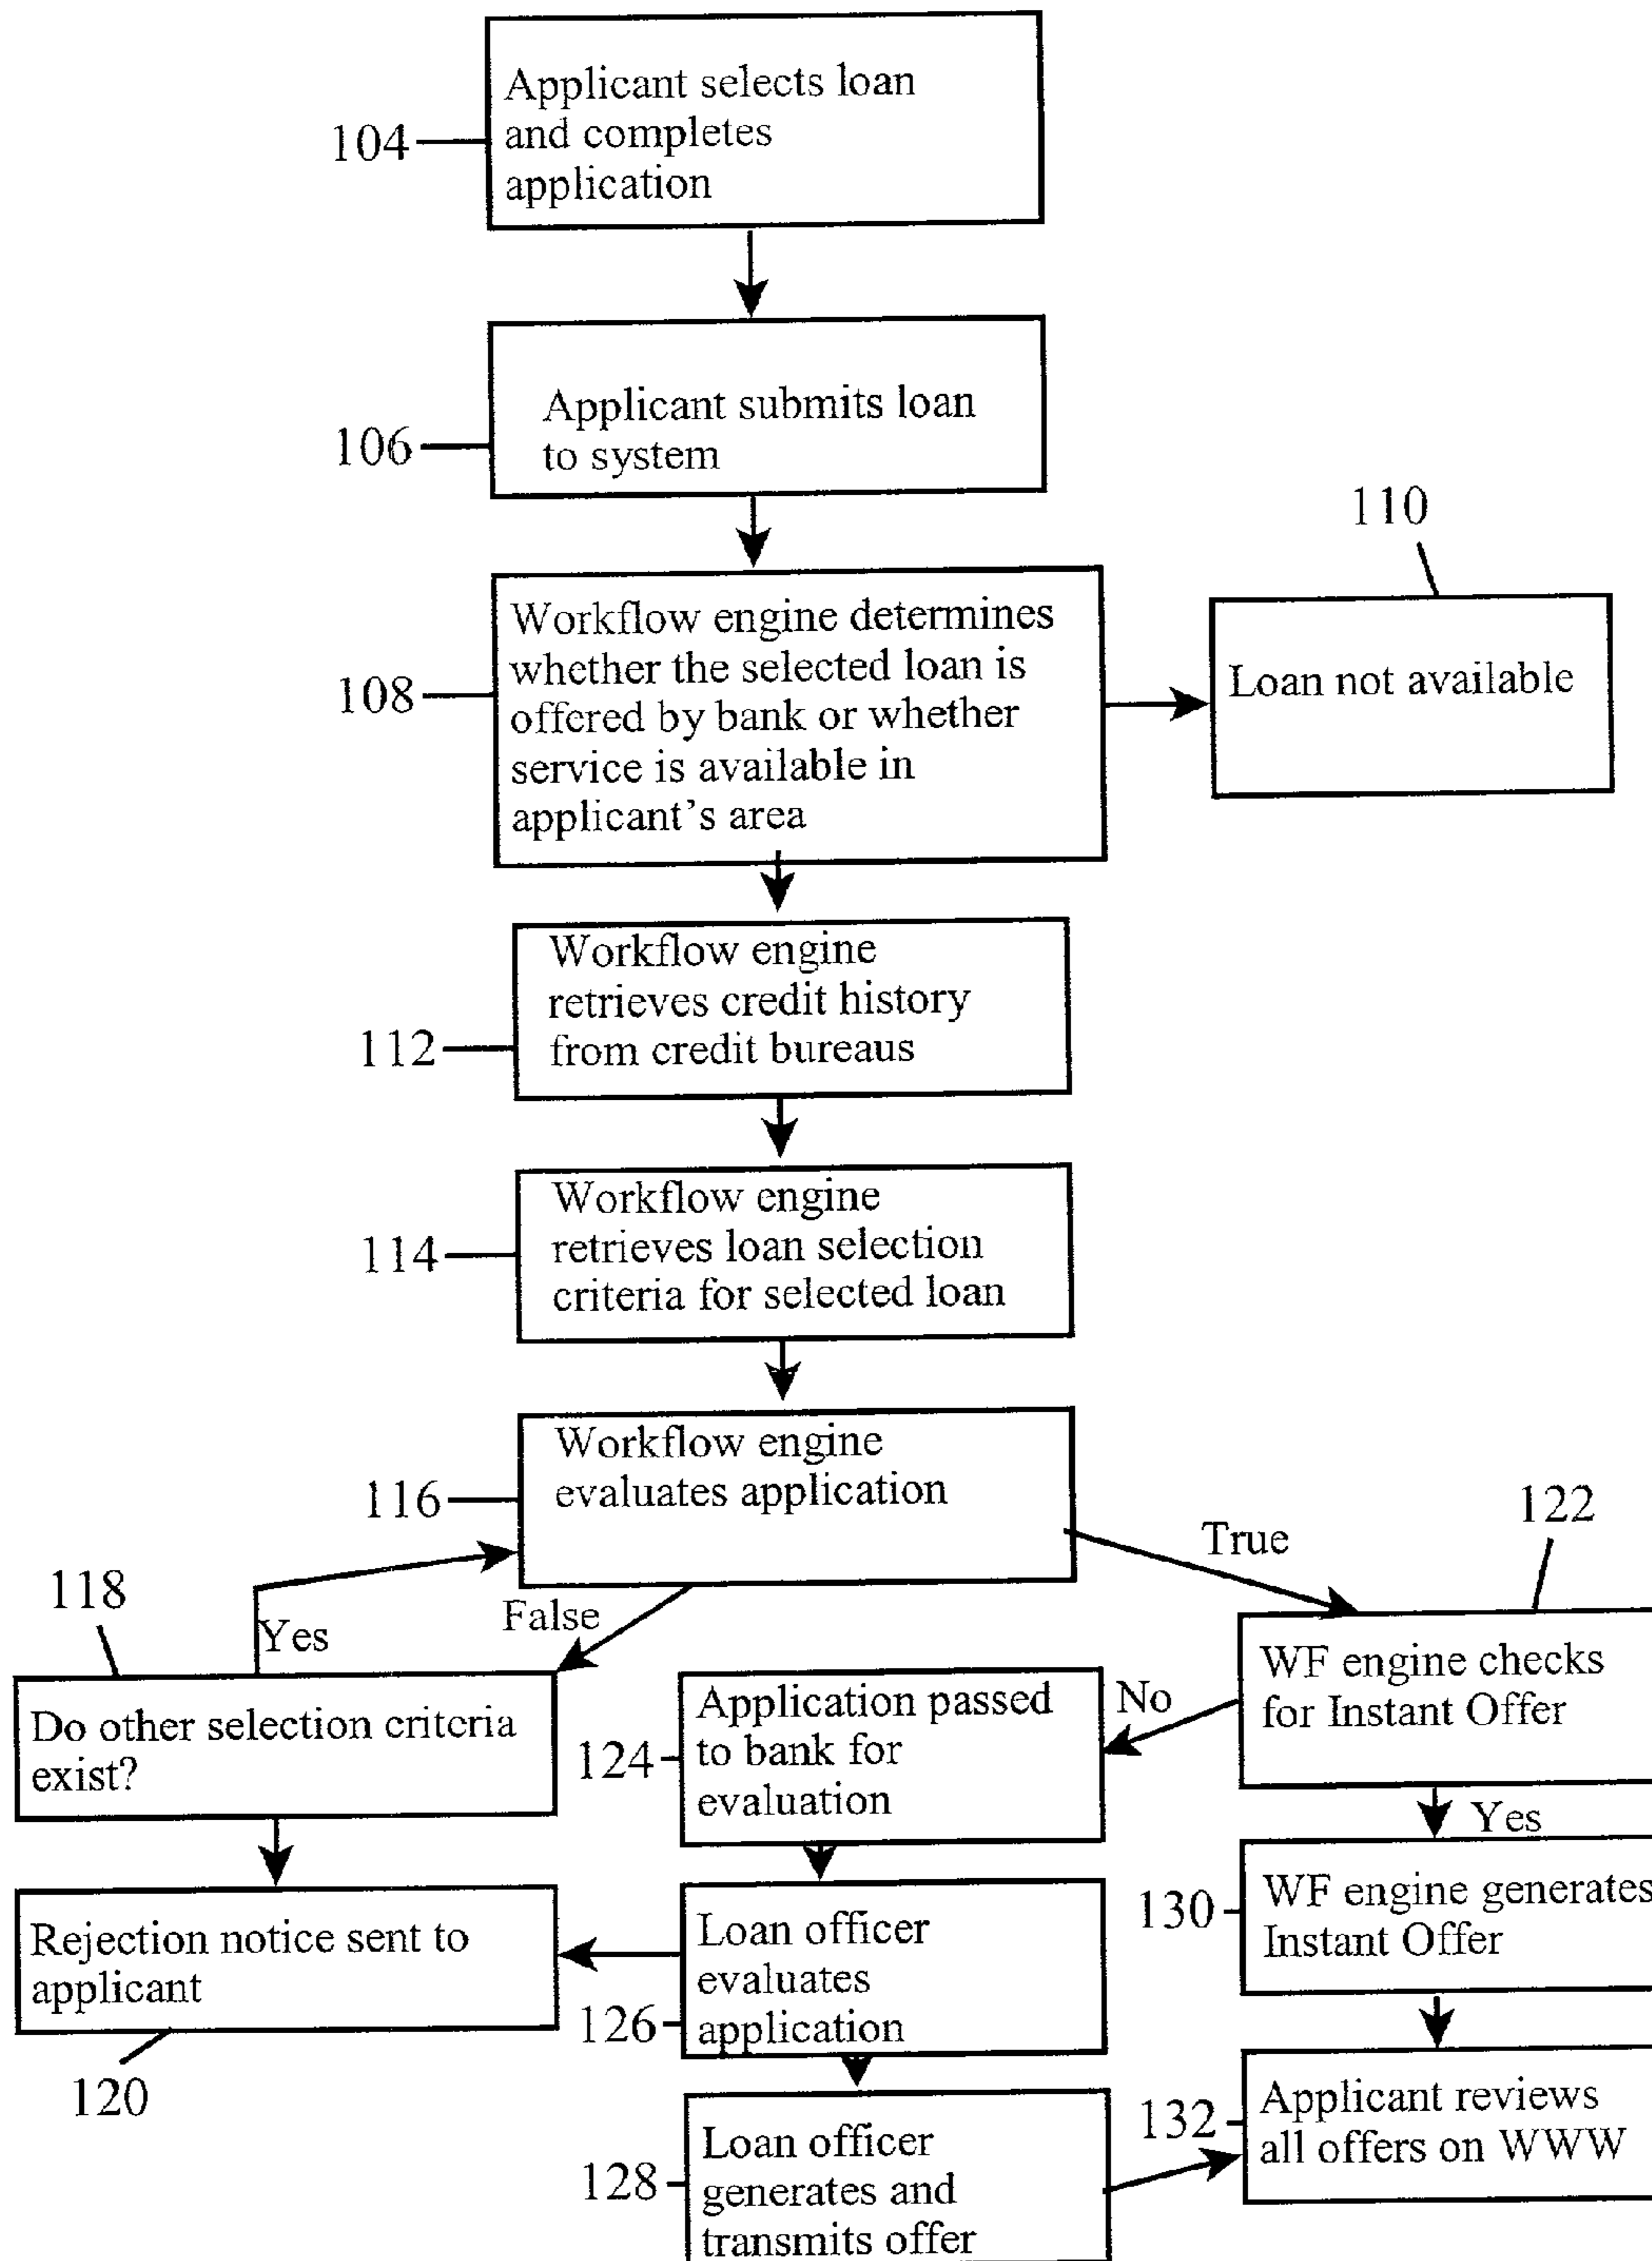 Applicant selects loan
and completes
application
104
Applicant submits loan
to system
106
110
Workflow engine determines
whether the selected loan is
offered by bank or whether
service is available in
applicant's area
108
Loan not available
Workflow engine
retrieves credit history
from credit bureaus
112
Workflow engine
retrieves loan selection
criteria for selected loan
114
Workflow engine
evaluates application
116
122
True
118
False
Yes
Do other selection criteria
exist?
Application passed
to bank for
evaluation
124
No
WF engine checks
for Instant Offer
Yes
Rejection notice sent to
applicant
120
Loan officer
evaluates
application
126
WF engine generates
Instant Offer
130
Loan officer
generates and
transmits offer
128
Applicant reviews
all offers on WWW
132